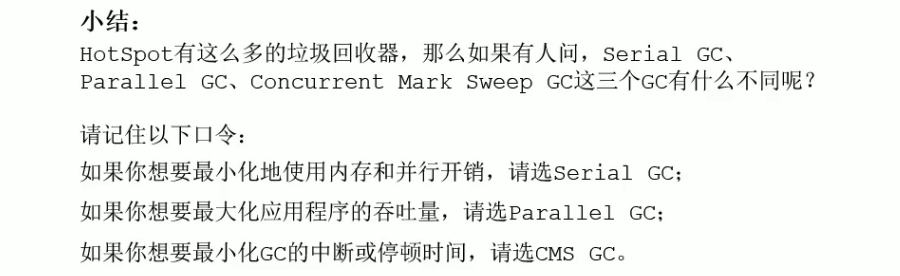 小结：
HotSpot有这么多的垃圾回收器，那么如果有人问，Serial GC、
Parallel GC、Concurrent Mark Sweep GC这三个GC有什么不同呢？
请记住以下口令：
如果你想要最小化地使用内存和并行开销，请选Serial GC；
如果你想要最大化应用程序的吞吐量，请选Parallel GC；
如果你想要最小化GC的中断或停顿时间，请选CMS GC。